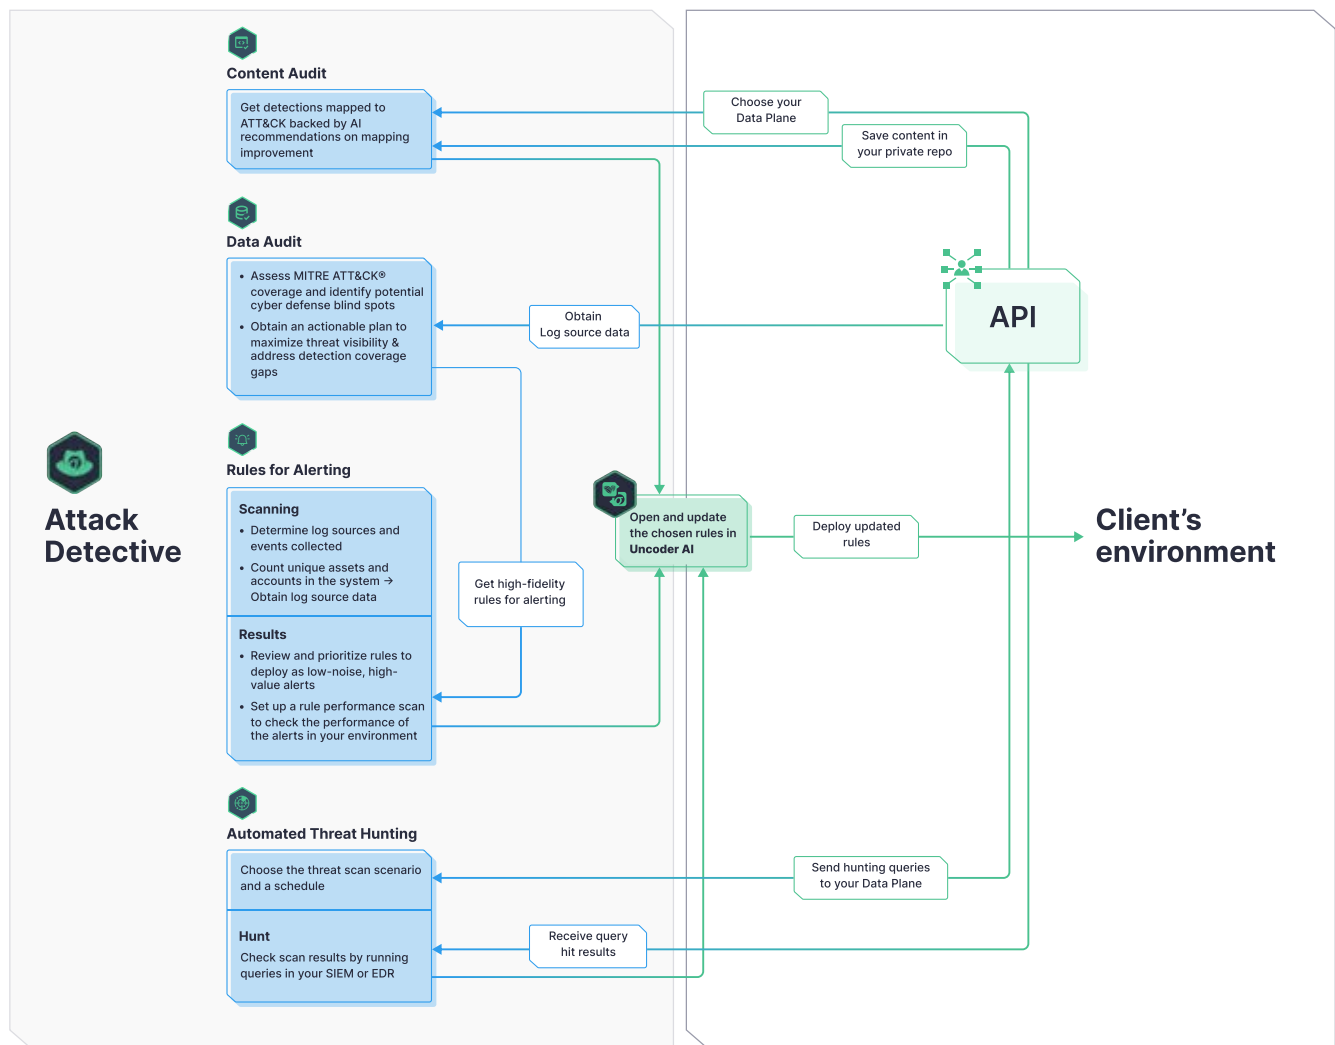 Content Audit
Get detections mapped to
ATT&CK backed by AI
recommendations on mapping
improvement
Choose your
Data Plane
Save content in
your private repo
Data Audit
• Assess MITRE ATT&CK®
coverage and identify potential
cyber defense blind spots
• Obtain an actionable plan to
maximize threat visibility &
address detection coverage
gaps
Obtain
Log source data
API
Attack
Detective
Rules for Alerting
Scanning
• Determine log sources and
events collected
• Count unique assets and
accounts in the system →
Obtain log source data
Results
• Review and prioritize rules to
deploy as low-noise, high-
value alerts
• Set up a rule performance scan
to check the performance of
the alerts in your environment
Get high-fidelity
rules for alerting
Open and update
the chosen rules in
Uncoder AI
Deploy updated
rules
Client’s
environment
Automated Threat Hunting
Choose the threat scan scenario
and a schedule
Hunt
Check scan results by running
queries in your SIEM or EDR
Send hunting queries
to your Data Plane
Receive query
hit results